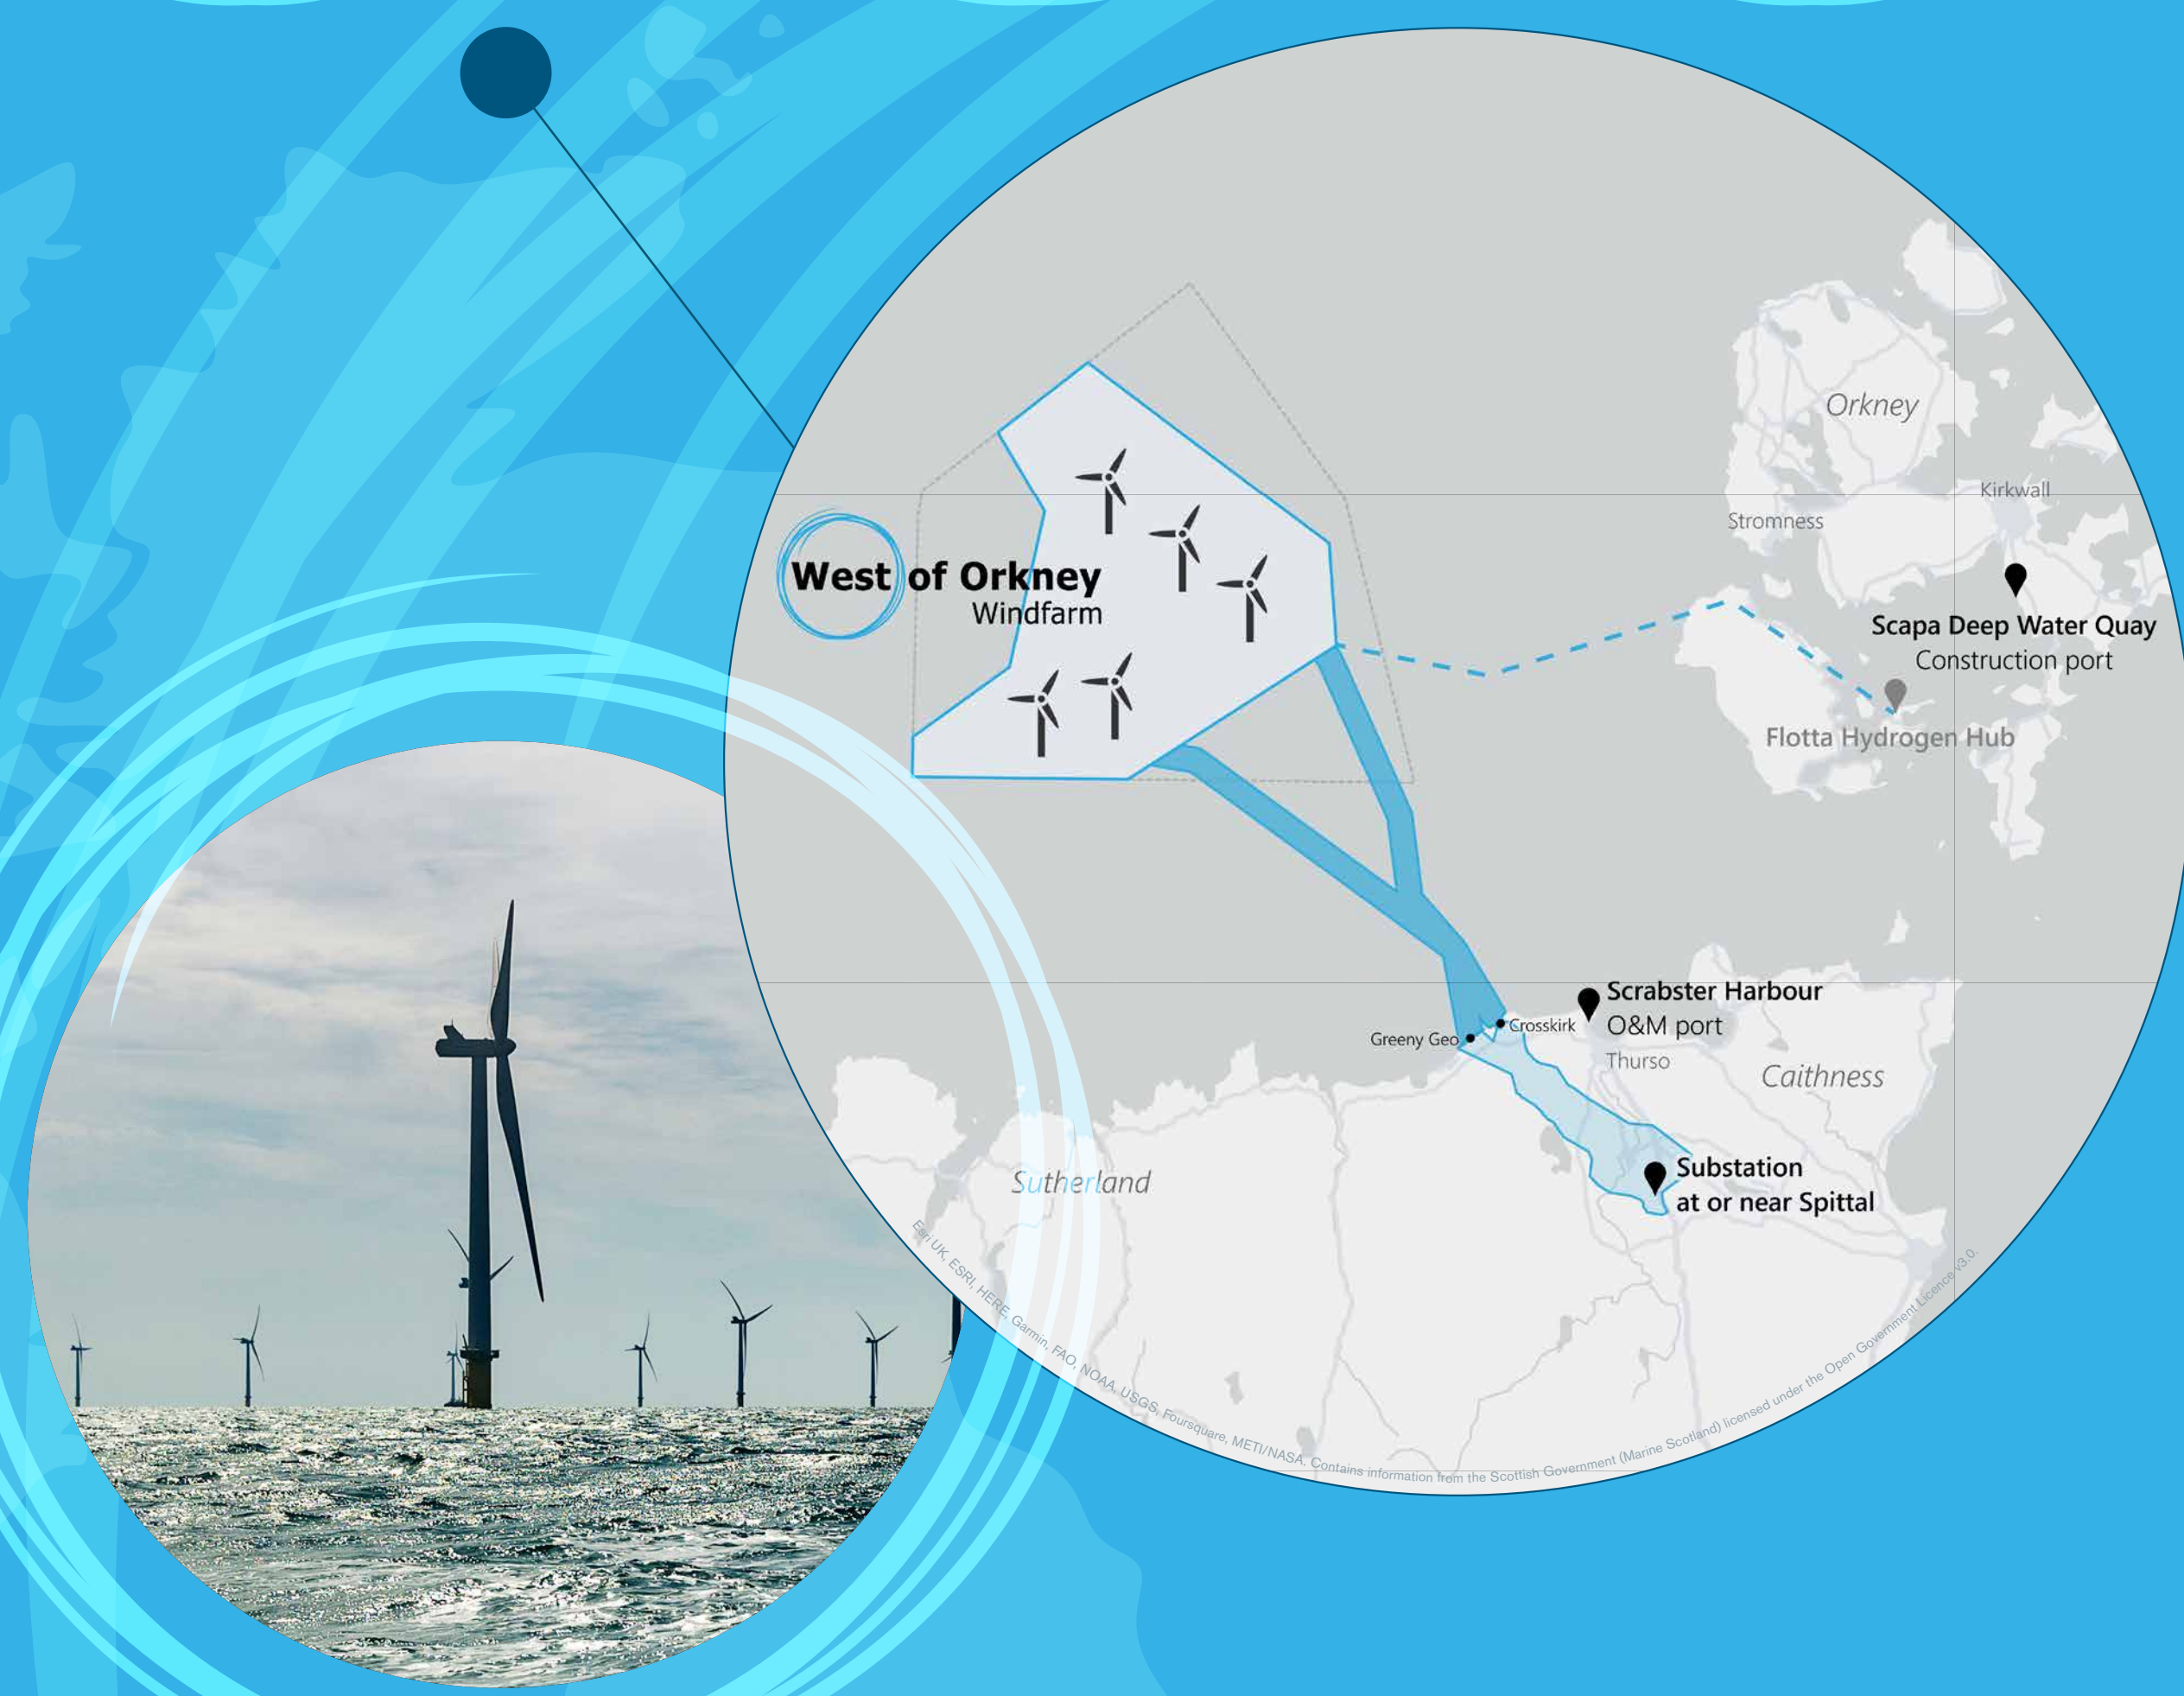 Orkney
Kirkwall
Stromness
West of Orkney
Windfarm
Scapa Deep Water Quay
Construction port
Flotta Hydrogen Hub
Scrabster Harbour
O&M port
Crosskirk
Greeny Geo
Thurso
Caithness
Substation
at or near Spittal
Sutherland
Esri UK, ESRI, HERE, Garmin, FAO, NOAA, USGS, Foursquare, METI/NASA. Contains information from the Scottish Government (Marine Scotland) licensed under the Open Government Licence v3.0.